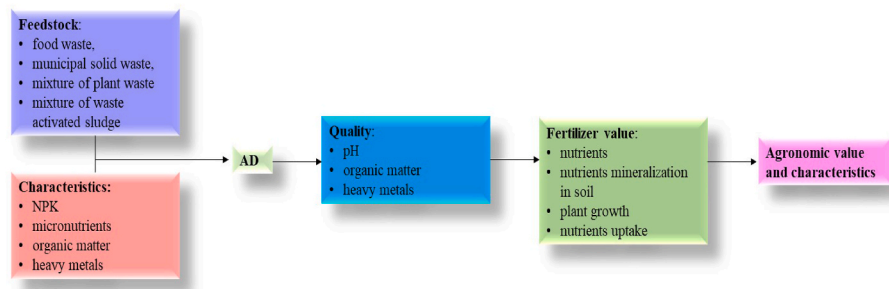 Feedstock:
• food waste,
• municipal solid waste,
• mixture of plant waste
• mixture of waste
activated sludge
Characteristics:
• NPK
• micronutrients
• organic matter
• heavy metals
AD
Quality:
• pH
• organic matter
• heavy metals
Fertilizer value:
• nutrients
• nutrients mineralization
in soil
• plant growth
• nutrients uptake
Agronomic value
and characteristics